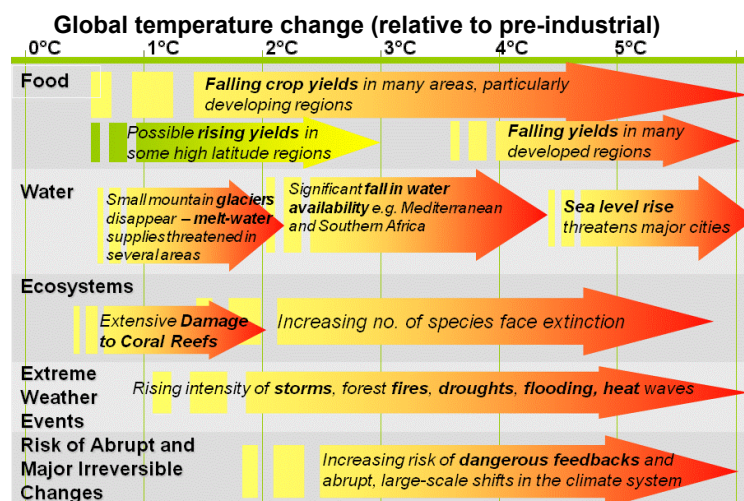 Global temperature change (relative to pre-industrial)
0°C 1°C 2°C 3°C 4°C 5°C
Food
Falling crop yields in many areas, particularly
developing regions
Possible rising yields in
some high latitude regions
Falling yields in many
developed regions
Water
Small mountain glaciers
disappear – melt-water
supplies threatened in
several areas
Significant fall in water
availability e.g. Mediterranean
and Southern Africa
Sea level rise
threatens major cities
Ecosystems
Extensive Damage
to Coral Reefs
Increasing no. of species face extinction
Extreme
Weather
Events
Rising intensity of storms, forest fires, droughts, flooding, heat waves
Risk of Abrupt and
Major Irreversible
Changes
Increasing risk of dangerous feedbacks and
abrupt, large-scale shifts in the climate system